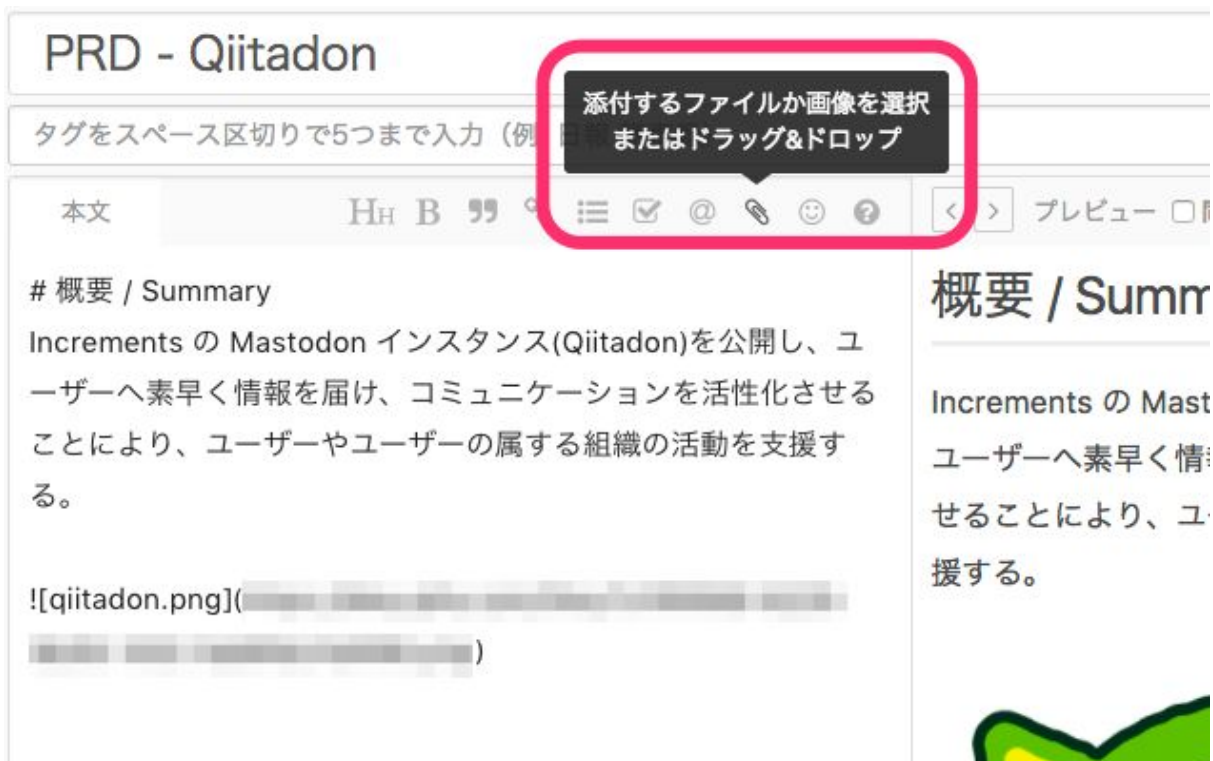 PRD - Qiitadon
添付するファイルか画像を選択
またはドラッグ&ドロップ
タグをスペース区切りで5つまで入力（例
本文
HH B
@
プレビュー
# 概要 / Summary
Increments の Mastodon インスタンス(Qiitadon)を公開し、ユ
ーザーへ素早く情報を届け、コミュニケーションを活性化させる
ことにより、ユーザーやユーザーの属する組織の活動を支援す
る。
![qiitadon.png](
)
概要 / Summ
Increments の Mast
ユーザーへ素早く情
せることにより、ユ
援する。